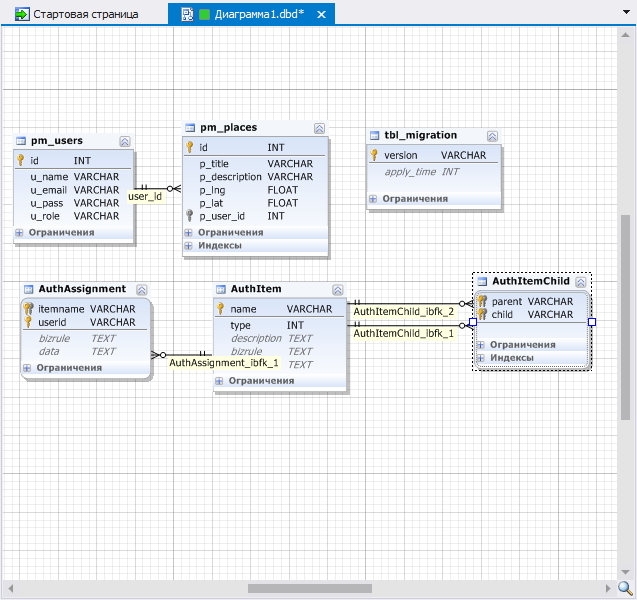 Стартовая страница
Диаграмма1.dbd*
pm_users
id INT
u_name VARCHAR
u_email VARCHAR
u_pass VARCHAR
u_role VARCHAR
Ограничения
user_id
pm_places
id INT
p_title VARCHAR
p_description VARCHAR
p_lng FLOAT
p_lat FLOAT
p_user_id INT
Ограничения
Индексы
tbl_migration
version VARCHAR
apply_time INT
Ограничения
AuthAssignment
itemname VARCHAR
userid VARCHAR
bizrule TEXT
data TEXT
Ограничения
AuthAssignment_ibfk_1
AuthItem
name VARCHAR
type INT
description TEXT
bizrule TEXT
TEXT
Ограничения
AuthItemChild_ibfk_2
AuthItemChild_ibfk_1
AuthItemChild
parent VARCHAR
child VARCHAR
Ограничения
Индексы